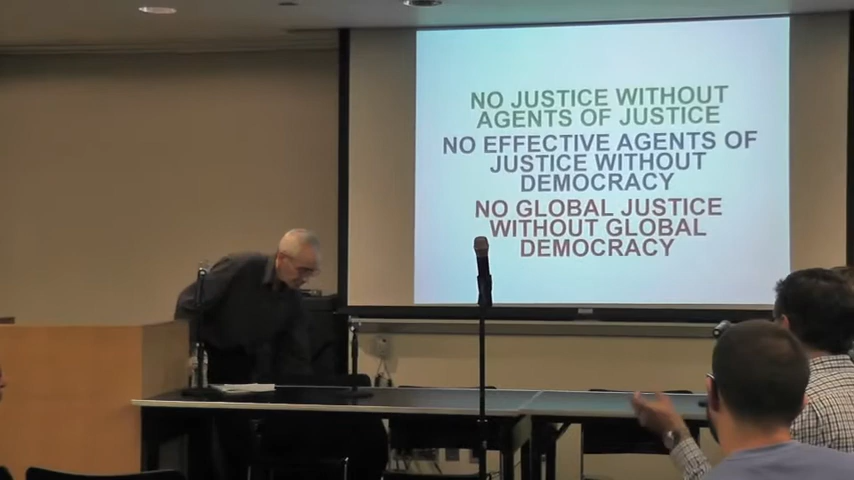 NO JUSTICE WITHOUT
AGENTS OF JUSTICE
NO EFFECTIVE AGENTS OF
JUSTICE WITHOUT
DEMOCRACY
NO GLOBAL JUSTICE
WITHOUT GLOBAL
DEMOCRACY